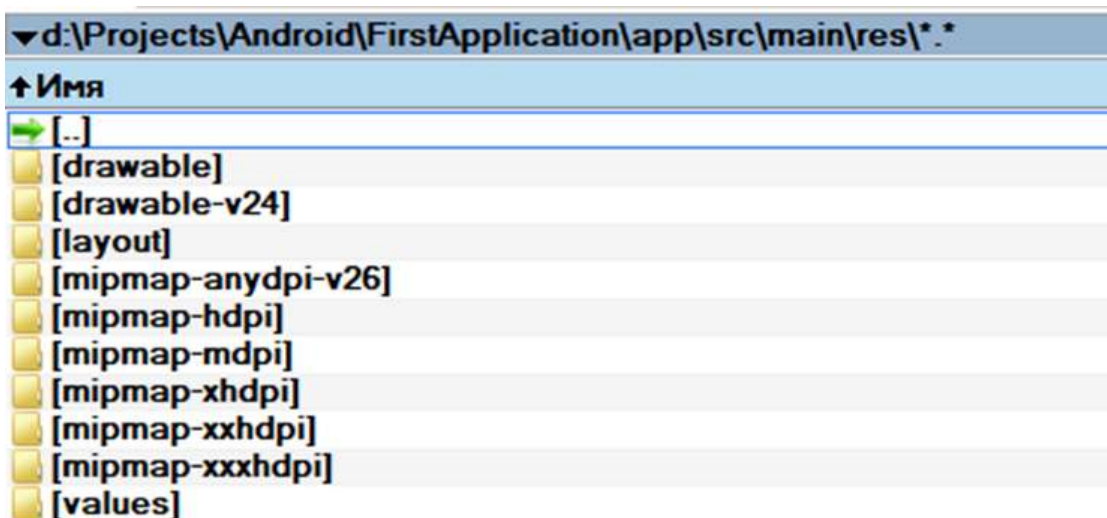 d:\Projects\Android\FirstApplication\app\src\main\res\*.*
Имя
[..]
[drawable]
[drawable-v24]
[layout]
[mipmap-anydpi-v26]
[mipmap-hdpi]
[mipmap-mdpi]
[mipmap-xhdpi]
[mipmap-xxhdpi]
[mipmap-xxxhdpi]
[values]